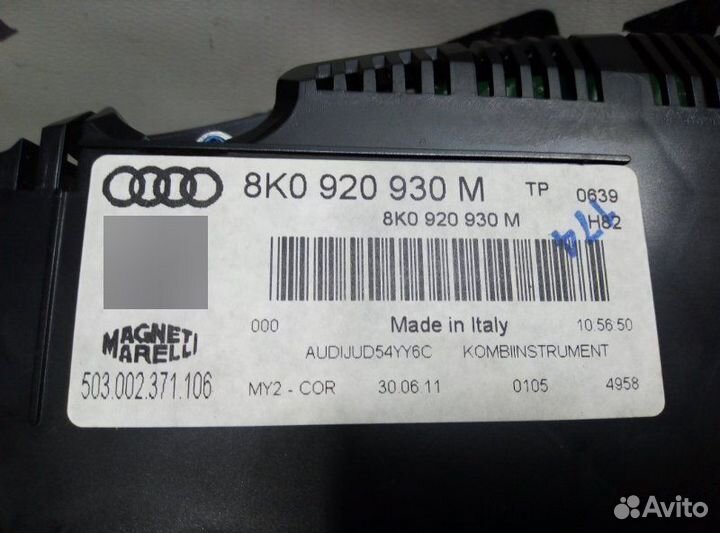 8K0 920 930 M TP 0639
8K0 920 930 M H82
774
000 Made in Italy 10:56:50
MAGNETI
MARELLI
AUDIJUD54YY6C KOMBIINSTRUMENT
503.002.371.106 MY2 - COR 30.06.11 0105 4958
Avito